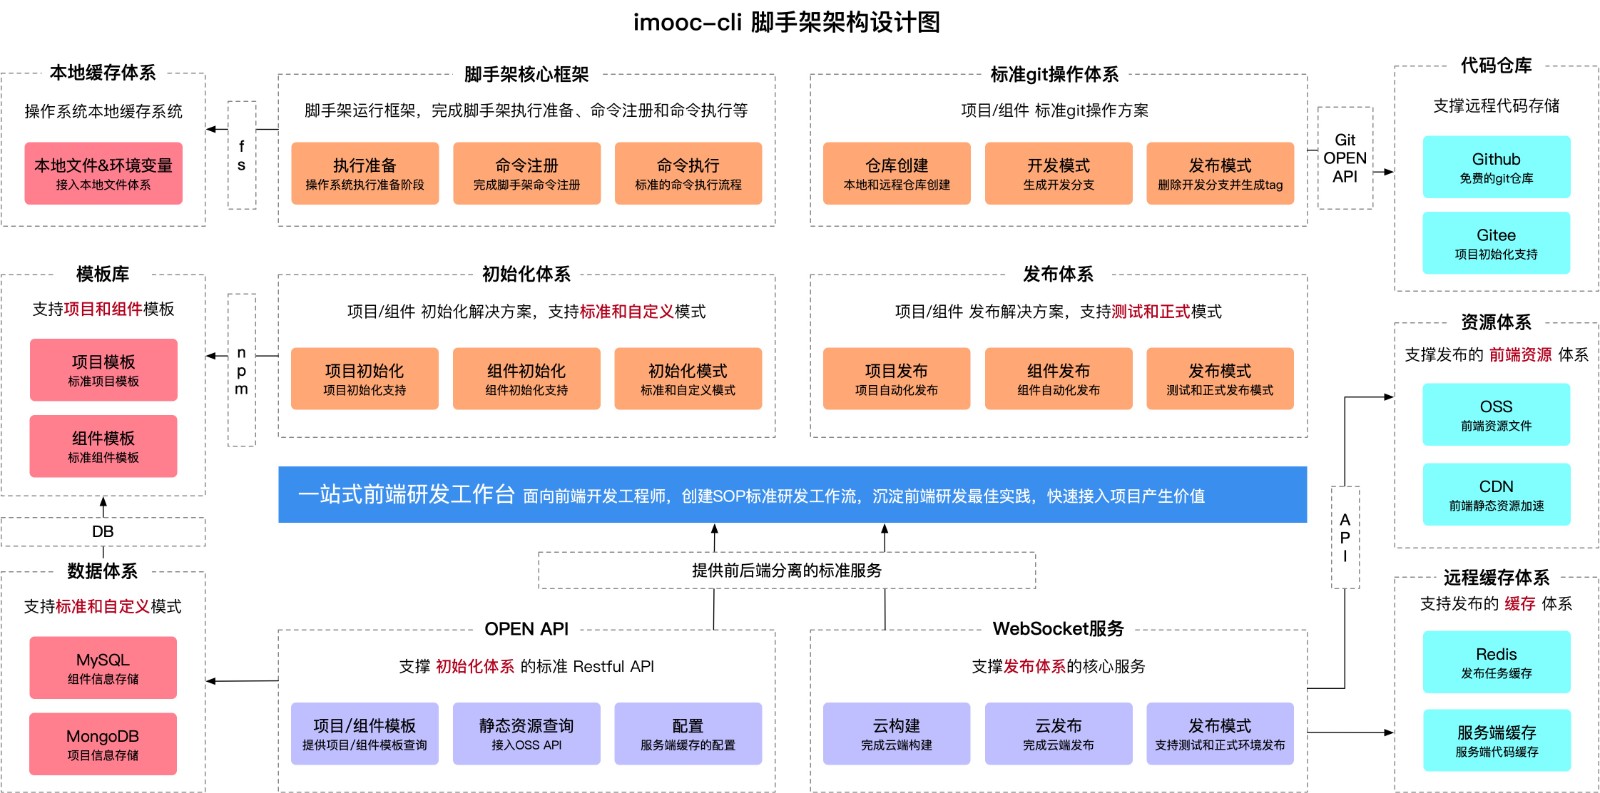 imooc-cli 脚手架架构设计图
本地缓存体系
操作系统本地缓存系统
本地文件&环境变量
接入本地文件体系
fs
脚手架核心框架
脚手架运行框架，完成脚手架执行准备、命令注册和命令执行等
执行准备
操作系统执行准备阶段
命令注册
完成脚手架命令注册
命令执行
标准的命令执行流程
标准git操作体系
项目/组件 标准git操作方案
仓库创建
本地和远程仓库创建
开发模式
生成开发分支
发布模式
删除开发分支并生成tag
Git
OPEN
API
代码仓库
支撑远程代码存储
Github
免费的git仓库
Gitee
项目初始化支持
模板库
支持项目和组件模板
项目模板
标准项目模板
组件模板
标准组件模板
npm
初始化体系
项目/组件 初始化解决方案，支持标准和自定义模式
项目初始化
项目初始化支持
组件初始化
组件初始化支持
初始化模式
标准和自定义模式
发布体系
项目/组件 发布解决方案，支持测试和正式模式
项目发布
项目自动化发布
组件发布
组件自动化发布
发布模式
测试和正式发布模式
资源体系
支撑发布的 前端资源 体系
OSS
前端资源文件
CDN
前端静态资源加速
一站式前端研发工作台 面向前端开发工程师，创建SOP标准研发工作流，沉淀前端研发最佳实践，快速接入项目产生价值
DB
提供前后端分离的标准服务
API
数据体系
支持标准和自定义模式
MySQL
组件信息存储
MongoDB
项目信息存储
OPEN API
支撑 初始化体系 的标准 Restful API
项目/组件模板
提供项目/组件模板查询
静态资源查询
接入OSS API
配置
服务端缓存的配置
WebSocket服务
支撑发布体系的核心服务
云构建
完成云端构建
云发布
完成云端发布
发布模式
支持测试和正式环境发布
远程缓存体系
支持发布的 缓存 体系
Redis
发布任务缓存
服务端缓存
服务端代码缓存